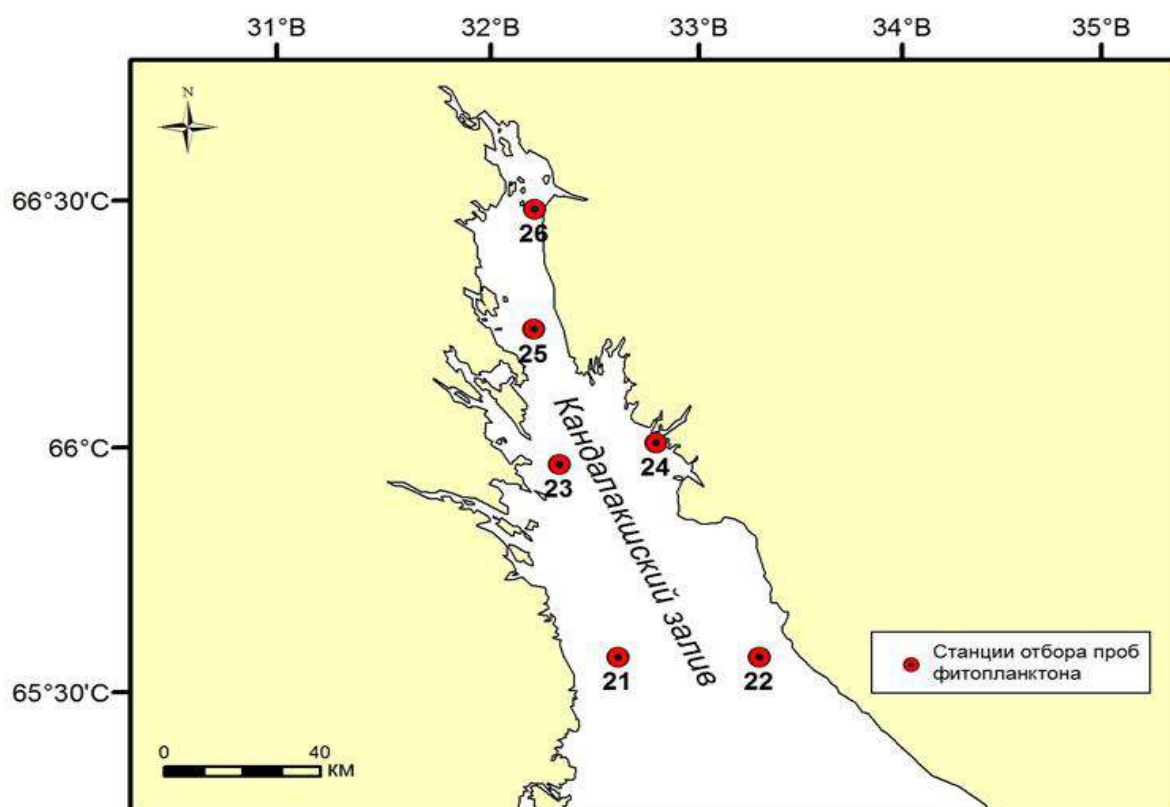 31°В 32°В 33°В 34°В 35°В
N
66°30'С
26
25
Кандалакшский залив
66°С
24
23
21
22
65°30'С
Станции отбора проб
фитопланктона
0 40
КМ